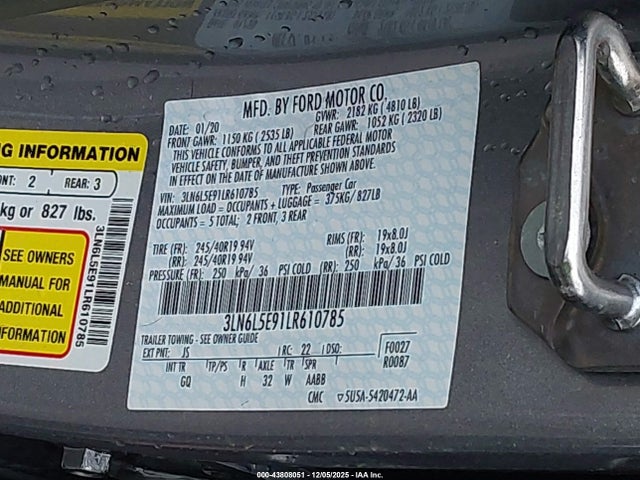 NG INFORMATION
NT: 2 REAR: 3
kg or 827 lbs.
SEE OWNERS
MANUAL FOR
ADDITIONAL
INFORMATION
3LN6L5E91LR610785
MFD. BY FORD MOTOR CO.
DATE: 01/20 GVWR: 2182 KG ( 4810 LB)
FRONT GAWR: 1150 KG ( 2535 LB) REAR GAWR: 1052 KG ( 2320 LB)
THIS VEHICLE CONFORMS TO ALL APPLICABLE FEDERAL MOTOR
VEHICLE SAFETY, BUMPER, AND THEFT PREVENTION STANDARDS
IN EFFECT ON THE DATE OF MANUFACTURE SHOWN ABOVE.
VIN: 3LN6L5E91LR610785 TYPE: Passenger Car
MAXIMUM LOAD = OCCUPANTS + LUGGAGE = 375KG/ 827LB
OCCUPANTS = 5 TOTAL; 2 FRONT, 3 REAR
TIRE (FR): 245/40R19 94V RIMS (FR): 19x8.0J
(RR): 245/40R19 94V (RR): 19x8.0J
PRESSURE (FR): 250 kPa/ 36 PSI COLD (RR): 250 kPa/ 36 PSI COLD
3LN6L5E91LR610785
TRAILER TOWING - SEE OWNER GUIDE
EXT PNT: JS RC: 22 DSO: F0027
INT TR TP/PS R AXLE TR SPR R0087
GQ H 32 W AABB
CMC ▽5U5A-5420472-AA
000-43808051 - 12/05/2025 - IAA Inc.